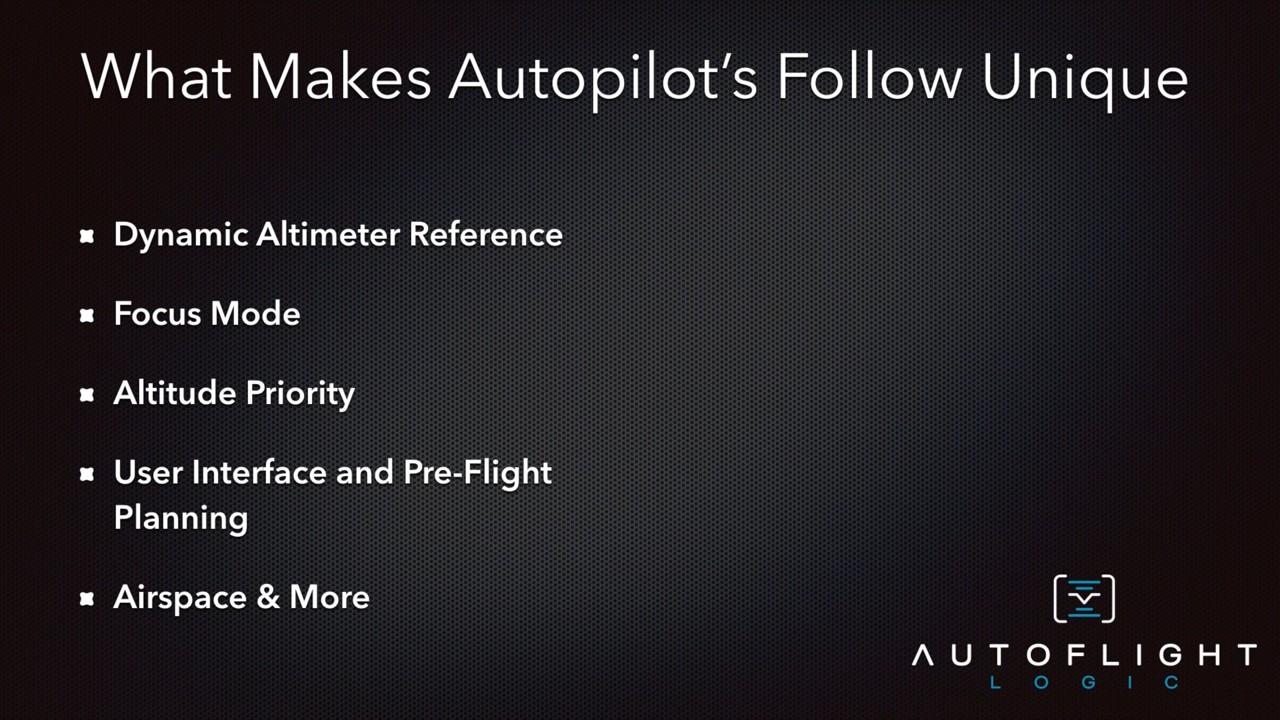 What Makes Autopilot’s Follow Unique
Dynamic Altimeter Reference
Focus Mode
Altitude Priority
User Interface and Pre-Flight
Planning
Airspace & More
AUTOFLIGHT
LOGIC